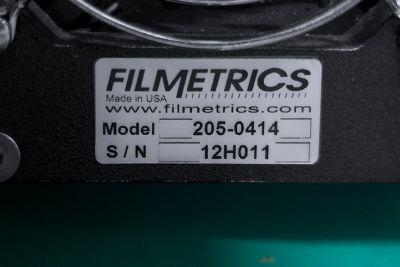 FILMETRICS
Made in USA
www.filmetrics.com
Model 205-0414
S / N 12H011